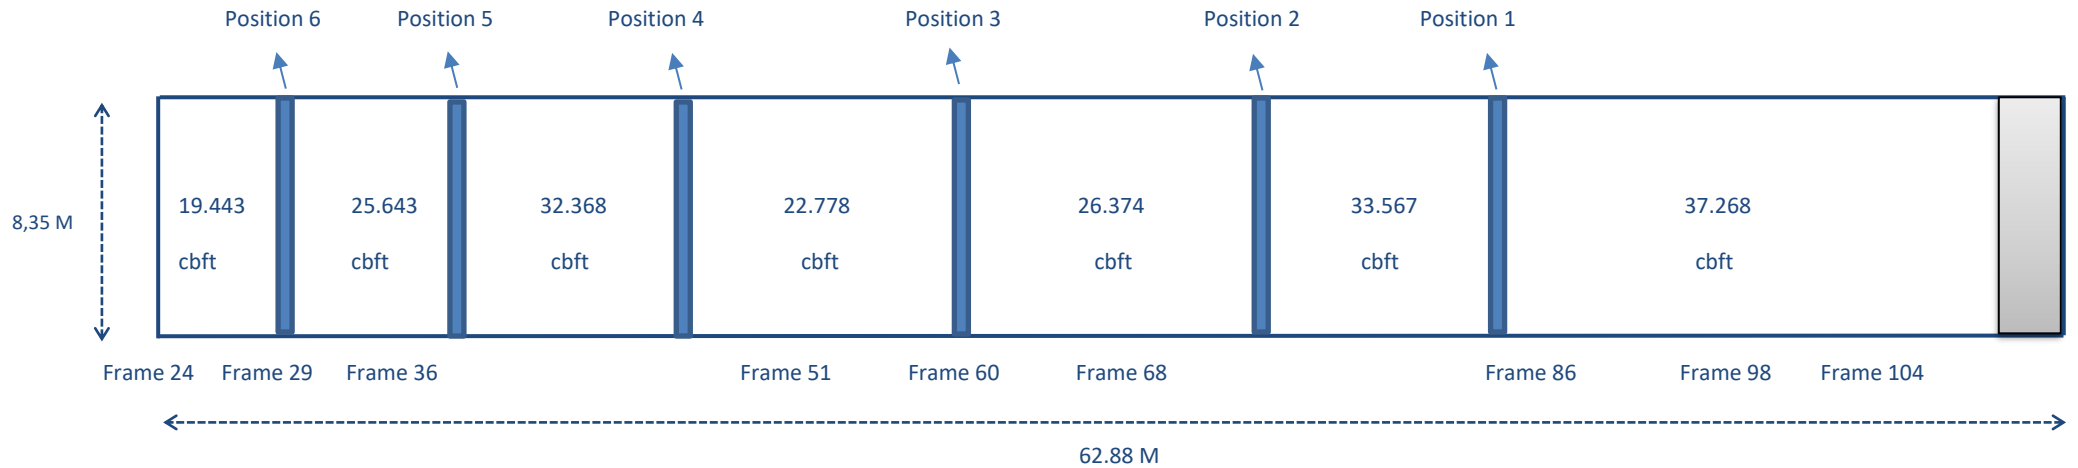 Position 6
Position 5
Position 4
Position 3
Position 2
Position 1
8,35 M
19.443
cbft
25.643
cbft
32.368
cbft
22.778
cbft
26.374
cbft
33.567
cbft
37.268
cbft
Frame 24
Frame 29
Frame 36
Frame 51
Frame 60
Frame 68
Frame 86
Frame 98
Frame 104
62.88 M